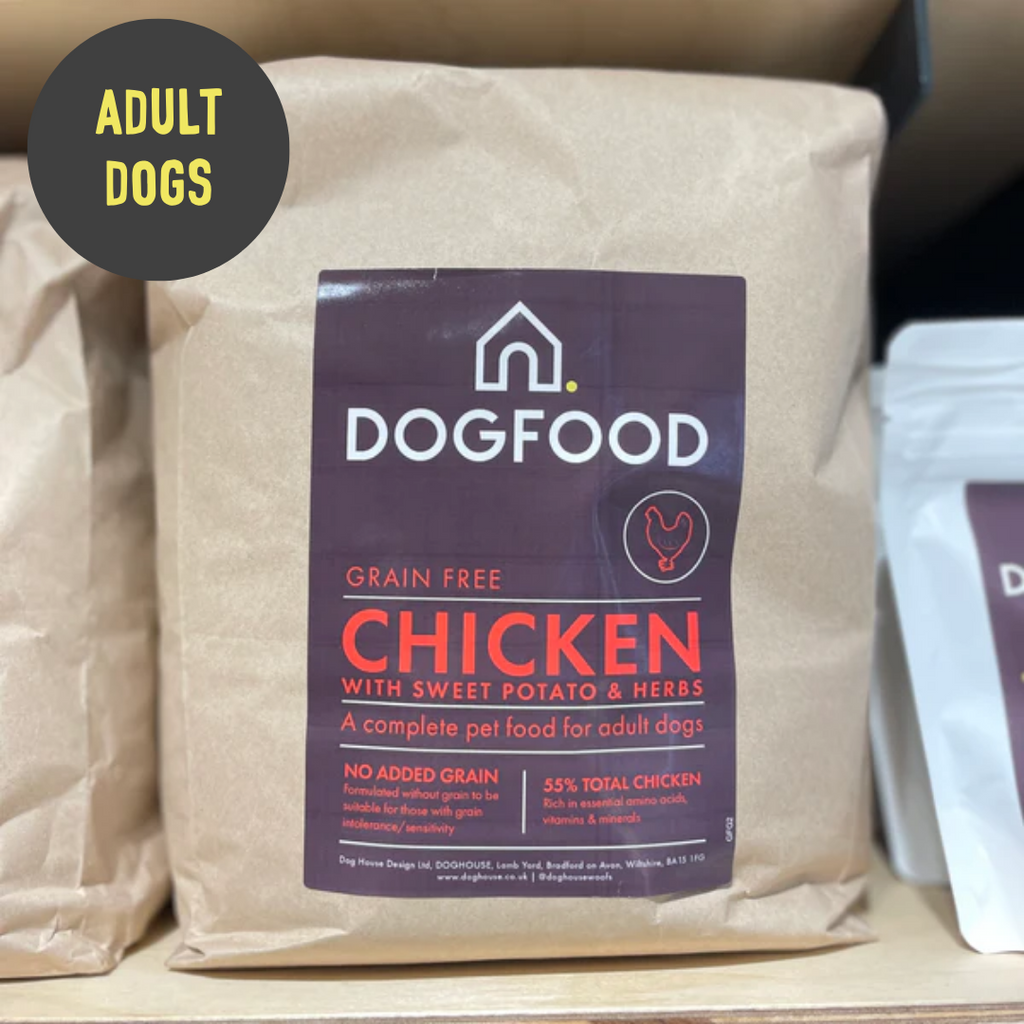 ADULT
DOGS
DOGFOOD
GRAIN FREE
CHICKEN
WITH SWEET POTATO & HERBS
A complete pet food for adult dogs
NO ADDED GRAIN
Formulated without grain to be
suitable for those with grain
intolerance/sensitivity
55% TOTAL CHICKEN
Rich in essential amino acids,
vitamins & minerals
GFG2
Dog House Design Ltd, DOGHOUSE, Lamb Yard, Bradford on Avon, Wiltshire, BA15 1FG
www.doghouse.co.uk | @doghousewoofs
D